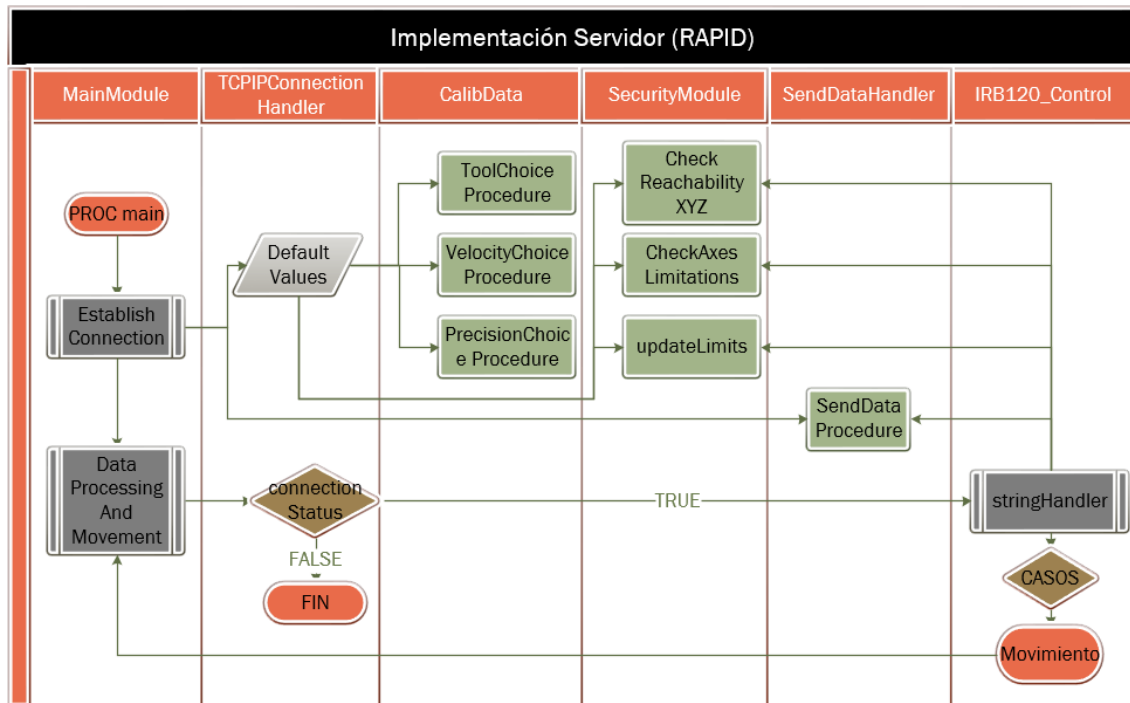 Implementación Servidor (RAPID)
MainModule
TCPIPConnection
Handler
CalibData
SecurityModule
SendDataHandler
IRB120_Control
PROC main
Establish
Connection
Data
Processing
And
Movement
Default
Values
connection
Status
TRUE
FALSE
FIN
ToolChoice
Procedure
VelocityChoice
Procedure
PrecisionChoic
e Procedure
Check
Reachability
XYZ
CheckAxes
Limitations
updateLimits
SendData
Procedure
stringHandler
CASOS
Movimiento